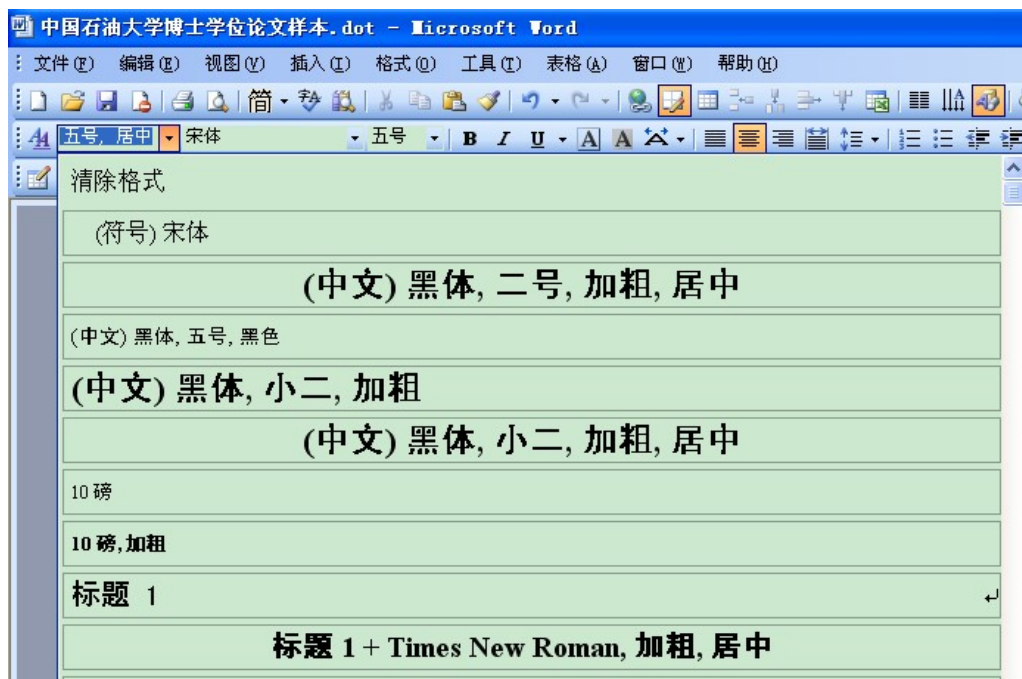 中国石油大学博士学位论文样本.dot - Microsoft Word
文件(F) 编辑(E) 视图(V) 插入(I) 格式(O) 工具(T) 表格(A) 窗口(W) 帮助(H)
简
五号, 居中 宋体 五号 B I U A A
清除格式
(符号) 宋体
(中文) 黑体, 二号, 加粗, 居中
(中文) 黑体, 五号, 黑色
(中文) 黑体, 小二, 加粗
(中文) 黑体, 小二, 加粗, 居中
10 磅
10 磅, 加粗
标题 1
标题 1 + Times New Roman, 加粗, 居中